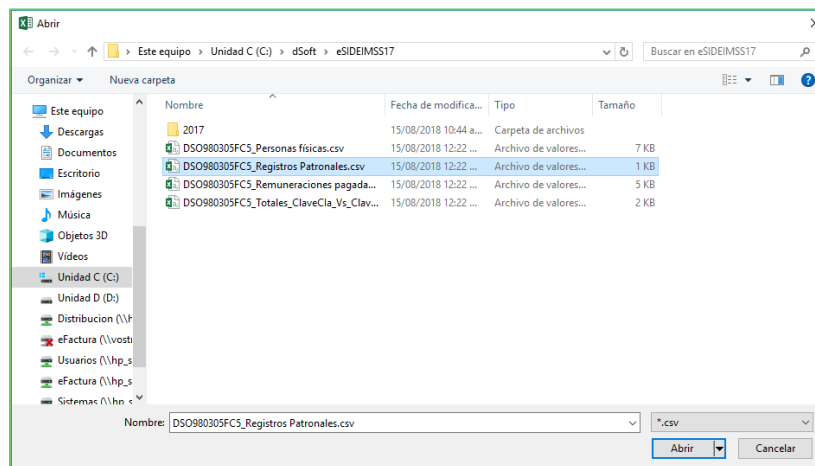 Abrir
Este equipo > Unidad C (C:) > dSoft > eSIDEIMSS17
Buscar en eSIDEIMSS17
Organizar Nueva carpeta
Nombre Fecha de modifica... Tipo Tamaño
2017 15/08/2018 10:44 a... Carpeta de archivos
DSO980305FC5_Personas físicas.csv 15/08/2018 12:22 ... Archivo de valores... 7 KB
DSO980305FC5_Registros Patronales.csv 15/08/2018 12:22 ... Archivo de valores... 1 KB
DSO980305FC5_Remuneraciones pagada... 15/08/2018 12:22 ... Archivo de valores... 5 KB
DSO980305FC5_Totales_ClaveCla_Vs_Clav... 15/08/2018 12:22 ... Archivo de valores... 2 KB
Este equipo
Descargas
Documentos
Escritorio
Imágenes
Música
Objetos 3D
Vídeos
Unidad C (C:)
Unidad D (D:)
Distribucion (\\h
eFactura (\\vost
Usuarios (\\hp_s
eFactura (\\hp_s
Sistemas (\\hp_s
Nombre: DSO980305FC5_Registros Patronales.csv
*.csv
Abrir Cancelar